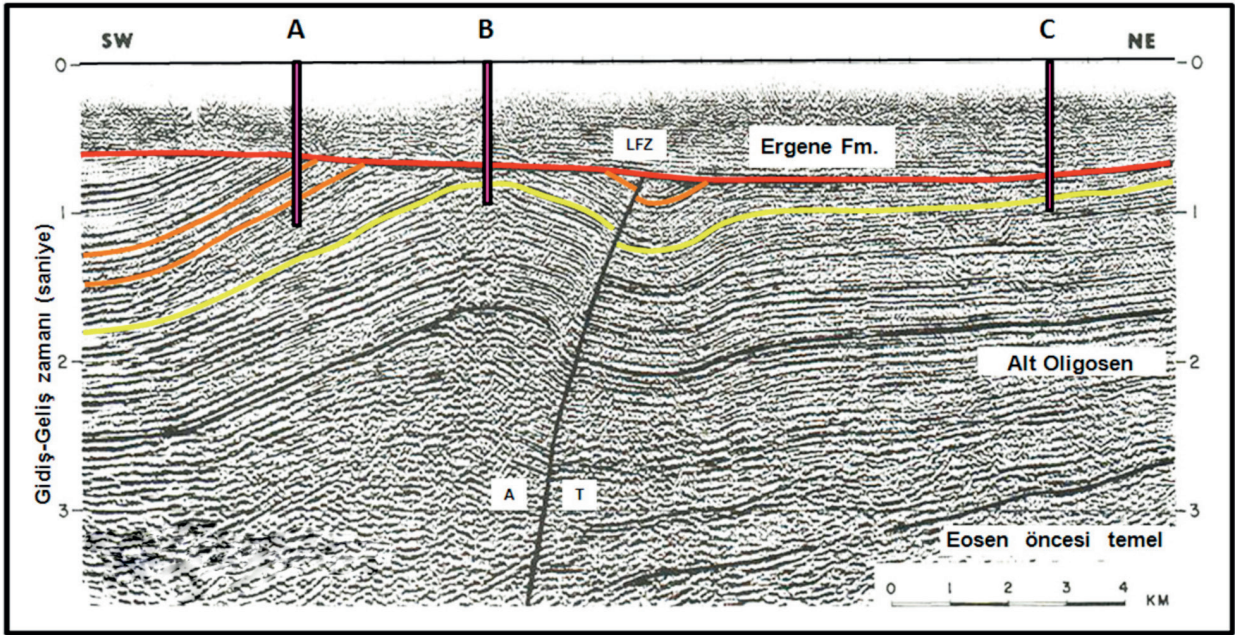 A B C
SW NE
0 0
LFZ
Ergene Fm.
1 1
Gidiş-Geliş zamanı (saniye)
2 2
Alt Oligosen
A T
3 3
Eosen öncesi temel
0 1 2 3 4
KM